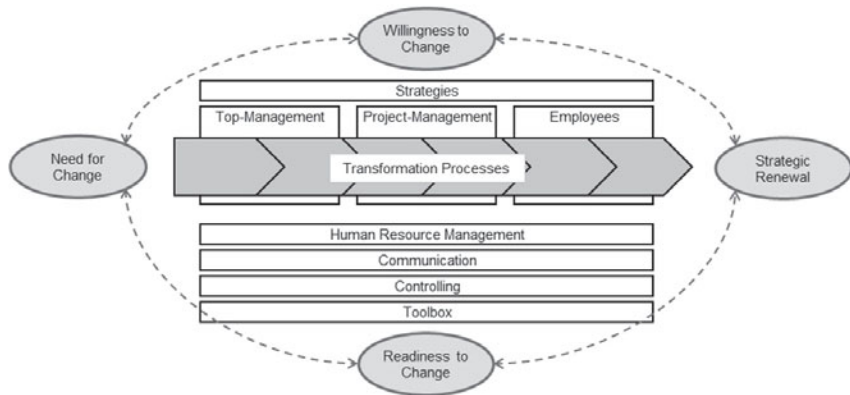 Willingness to
Change
Strategies
Top-Management
Project-Management
Employees
Need for
Change
Transformation Processes
Strategic
Renewal
Human Resource Management
Communication
Controlling
Toolbox
Readiness to
Change